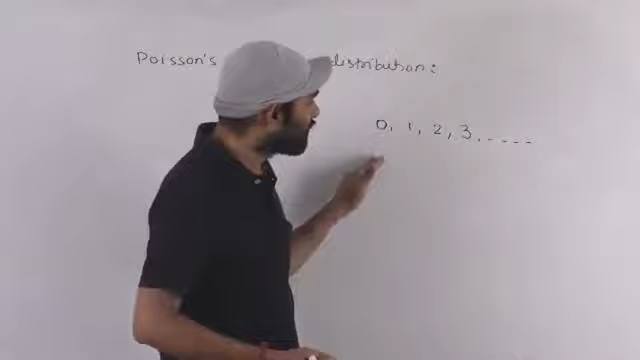 Poisson's distribution:
0, 1, 2, 3, .....